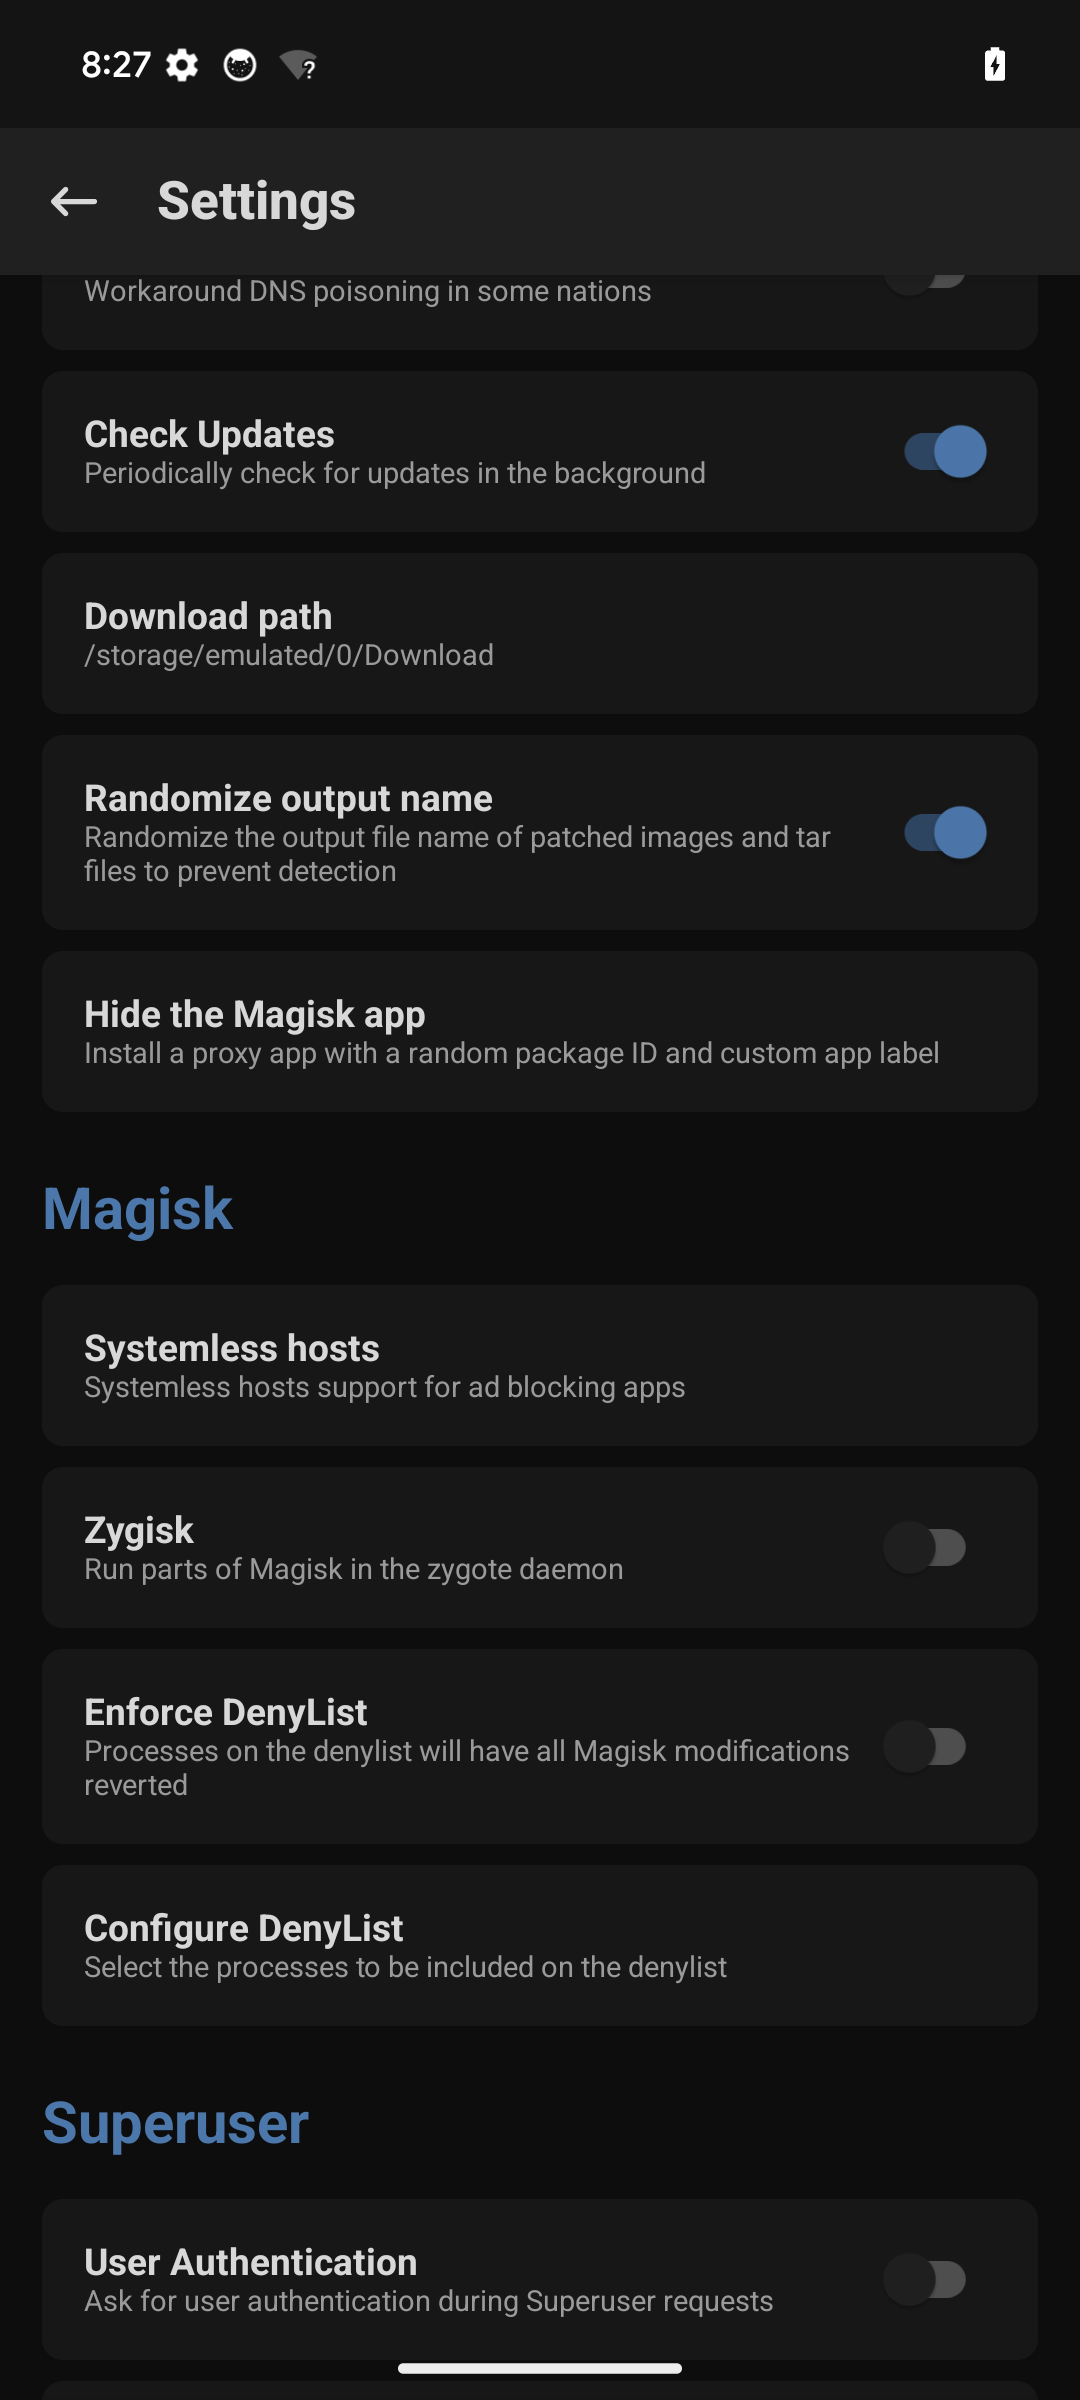 8:27
Settings
Workaround DNS poisoning in some nations
Check Updates
Periodically check for updates in the background
Download path
/storage/emulated/0/Download
Randomize output name
Randomize the output file name of patched images and tar
files to prevent detection
Hide the Magisk app
Install a proxy app with a random package ID and custom app label
Magisk
Systemless hosts
Systemless hosts support for ad blocking apps
Zygisk
Run parts of Magisk in the zygote daemon
Enforce DenyList
Processes on the denylist will have all Magisk modifications
reverted
Configure DenyList
Select the processes to be included on the denylist
Superuser
User Authentication
Ask for user authentication during Superuser requests